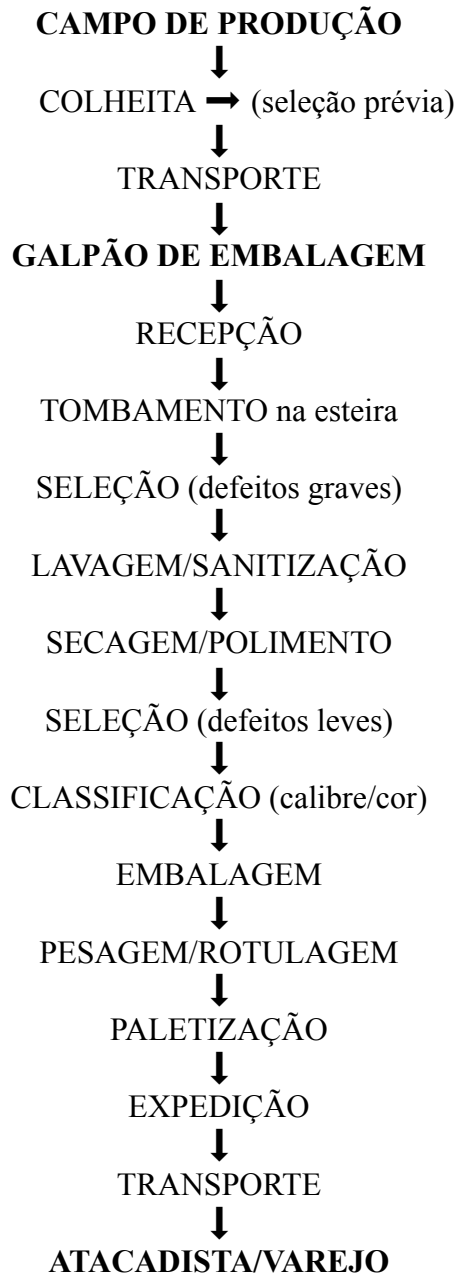 CAMPO DE PRODUÇÃO
COLHEITA → (seleção prévia)
TRANSPORTE
GALPÃO DE EMBALAGEM
RECEPÇÃO
TOMBAMENTO na esteira
SELEÇÃO (defeitos graves)
LAVAGEM/SANITIZAÇÃO
SECAGEM/POLIMENTO
SELEÇÃO (defeitos leves)
CLASSIFICAÇÃO (calibre/cor)
EMBALAGEM
PESAGEM/ROTULAGEM
PALETIZAÇÃO
EXPEDIÇÃO
TRANSPORTE
ATACADISTA/VAREJO